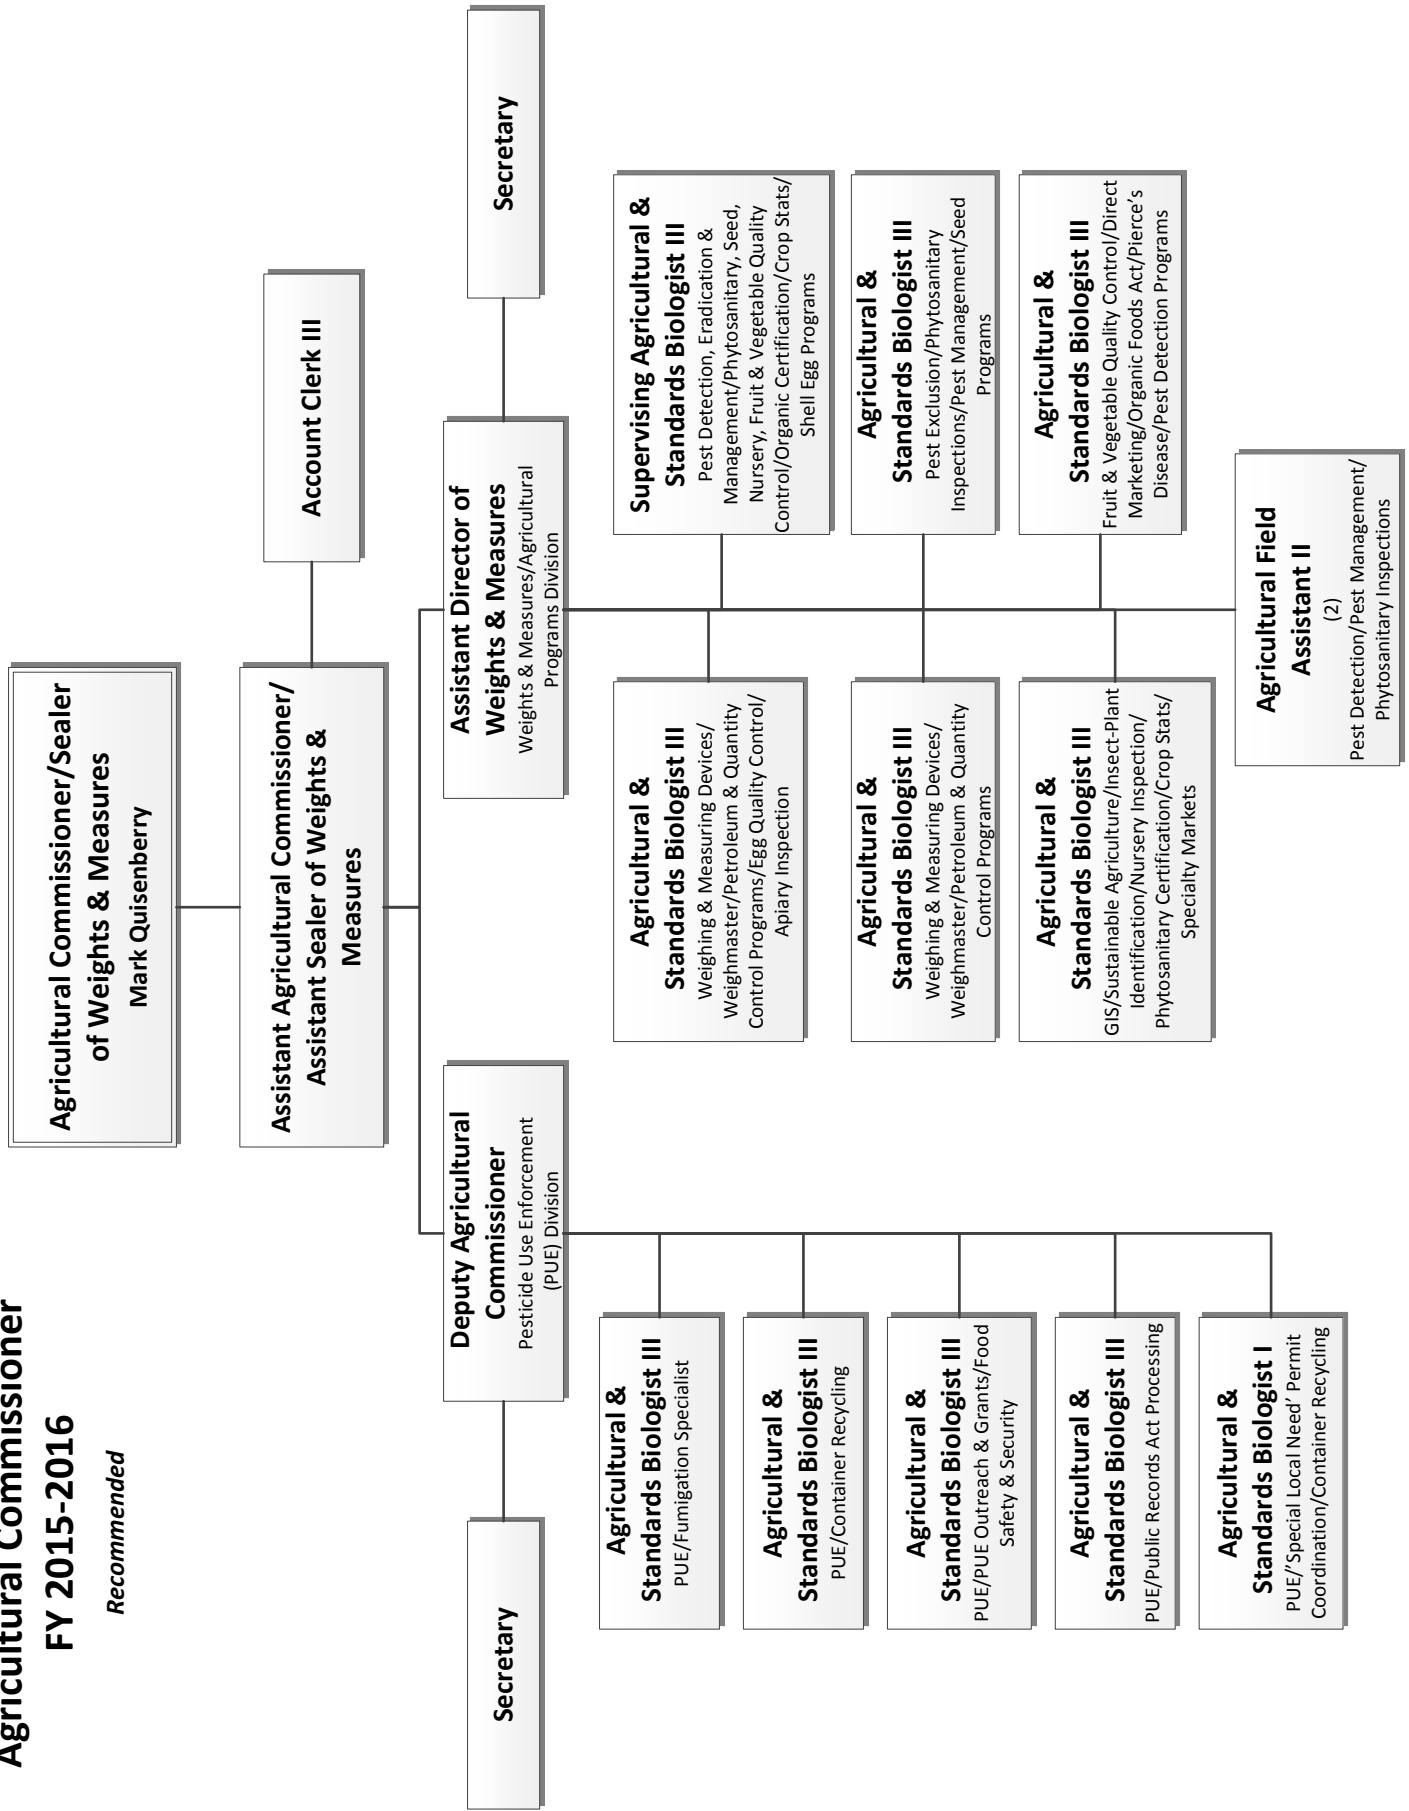 Agricultural Commissioner
FY 2015-2016
Recommended
Agricultural Commissioner/Sealer
of Weights & Measures
Mark Quisenberry
Assistant Agricultural Commissioner/
Assistant Sealer of Weights &
Measures
Account Clerk III
Secretary
Deputy Agricultural
Commissioner
Pesticide Use Enforcement
(PUE) Division
Assistant Director of
Weights & Measures
Weights & Measures/Agricultural
Programs Division
Secretary
Agricultural &
Standards Biologist III
PUE/Fumigation Specialist
Agricultural &
Standards Biologist III
PUE/Container Recycling
Agricultural &
Standards Biologist III
PUE/PUE Outreach & Grants/Food
Safety & Security
Agricultural &
Standards Biologist III
PUE/Public Records Act Processing
Agricultural &
Standards Biologist I
PUE/’Special Local Need’ Permit
Coordination/Container Recycling
Agricultural &
Standards Biologist III
Weighing & Measuring Devices/
Weighmaster/Petroleum & Quantity
Control Programs/Egg Quality Control/
Apiary Inspection
Agricultural &
Standards Biologist III
Weighing & Measuring Devices/
Weighmaster/Petroleum & Quantity
Control Programs
Agricultural &
Standards Biologist III
GIS/Sustainable Agriculture/Insect-Plant
Identification/Nursery Inspection/
Phytosanitary Certification/Crop Stats/
Specialty Markets
Supervising Agricultural &
Standards Biologist III
Pest Detection, Eradication &
Management/Phytosanitary, Seed,
Nursery, Fruit & Vegetable Quality
Control/Organic Certification/Crop Stats/
Shell Egg Programs
Agricultural &
Standards Biologist III
Pest Exclusion/Phytosanitary
Inspections/Pest Management/Seed
Programs
Agricultural &
Standards Biologist III
Fruit & Vegetable Quality Control/Direct
Marketing/Organic Foods Act/Pierce’s
Disease/Pest Detection Programs
Agricultural Field
Assistant II
(2)
Pest Detection/Pest Management/
Phytosanitary Inspections